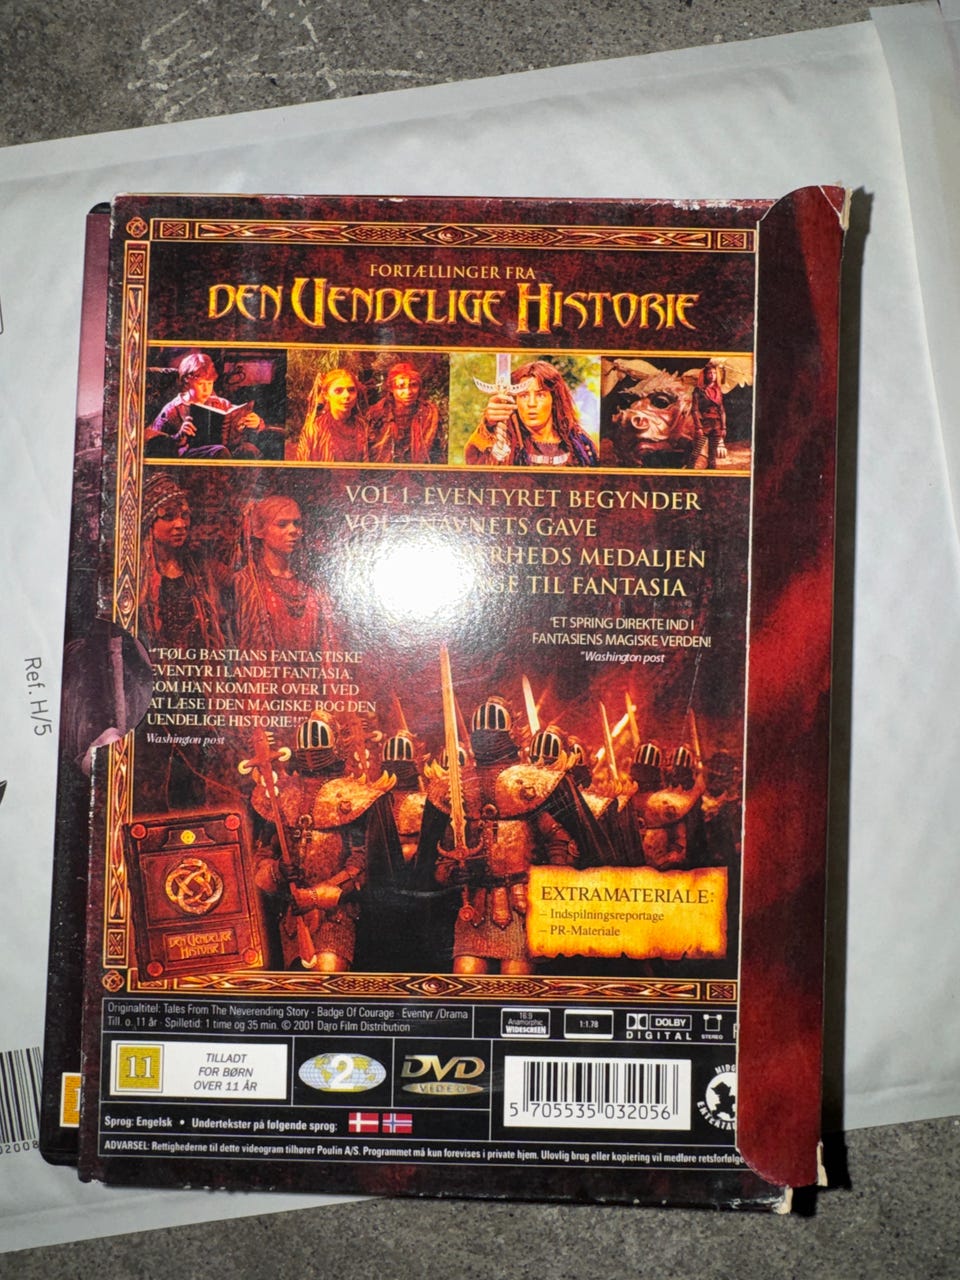 FORTÆLLINGER FRA
DEN UENDELIGE HISTORIE
VOL 1. EVENTYRET BEGYNDER
VOL 2 NAVNETS GAVE
MEDALJEN
TIL FANTASIA
"ET SPRING DIREKTE IND I
FANTASIENS MAGISKE VERDEN!
"Washington post
""FØLG BASTIANS FANTASTISKE
EVENTYR I LANDET FANTASIA,
SOM HAN KOMMER OVER I VED
AT LÆSE I DEN MAGISKE BOG DEN
UENDELIGE HISTORIE!!""
Washington post
Ref. H/5
DEN UENDELIGE
HISTORIE
EXTRAMATERIALE:
– Indspilningsreportage
– PR-Materiale
Originaltitel: Tales From The Neverending Story - Badge Of Courage - Eventyr /Drama
Till. o. 11 år - Spilletid: 1 time og 35 min. © 2001 Daro Film Distribution
16:9
Anamorphic
WIDESCREEN
1:1.78
DOLBY
DIGITAL
STEREO
11
TILLADT
FOR BØRN
OVER 11 ÅR
2
DVD
VIDEO
5 705535 032056
Sprog: Engelsk • Undertekster på følgende sprog:
ADVARSEL: Rettighederne til dette videogram tilhører Poulin A/S. Programmet må kun forevises i private hjem. Ulovlig brug eller kopiering vil medføre retsforfølge